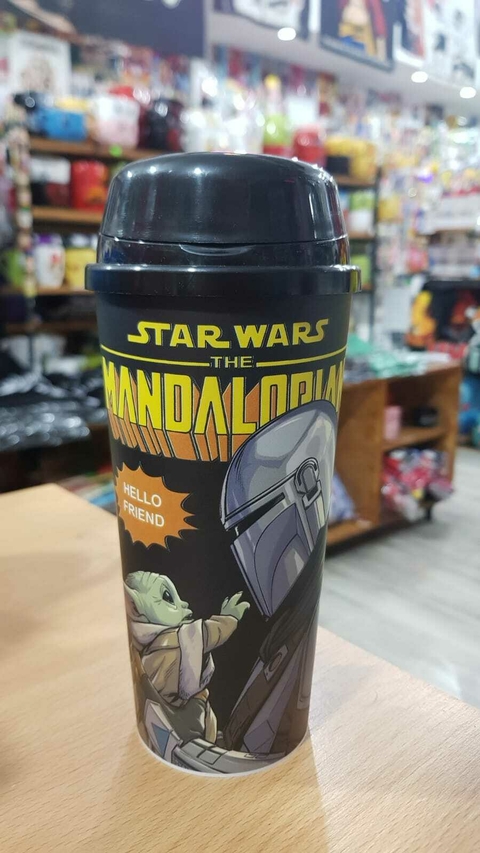 STAR WARS
THE
MANDALORIAN
HELLO
FRIEND